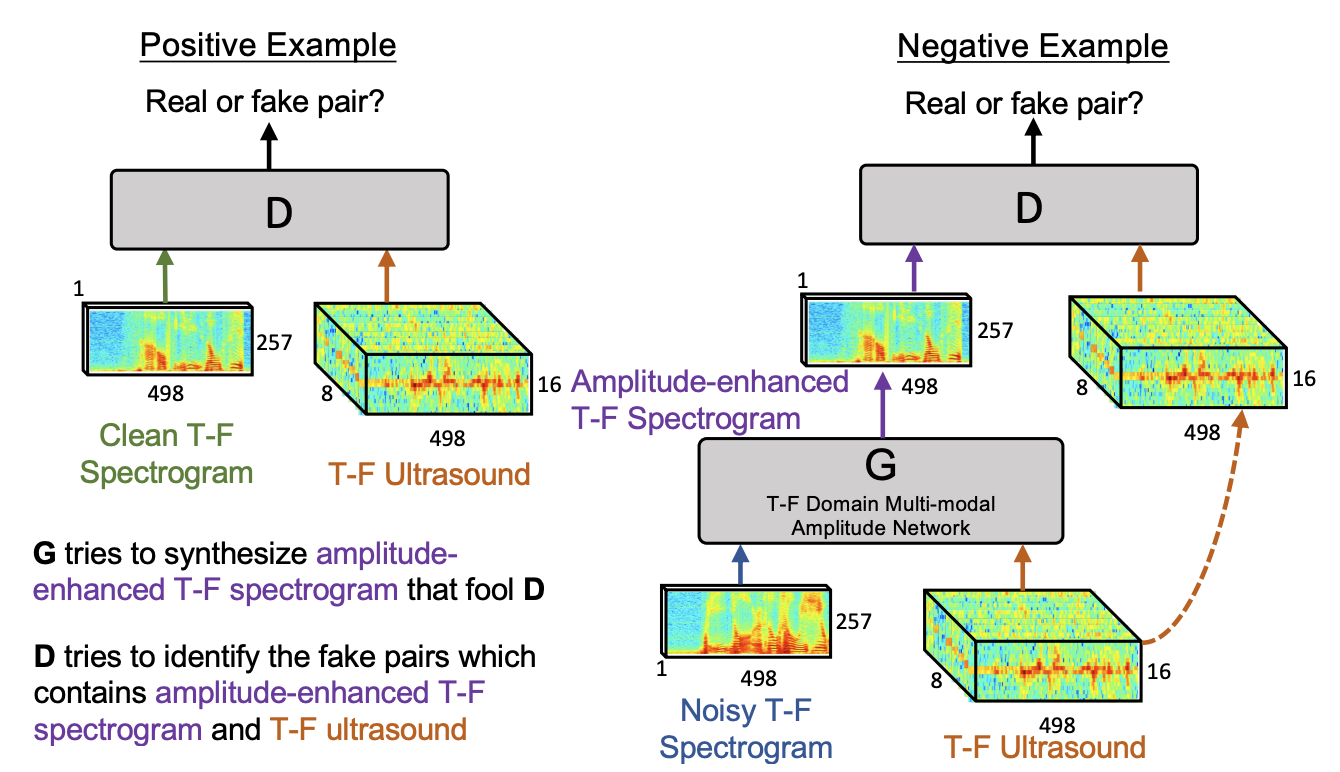 Positive Example
Real or fake pair?
D
1
257
498
8
16
498
Clean T-F
Spectrogram
T-F Ultrasound
G tries to synthesize amplitude-
enhanced T-F spectrogram that fool D
D tries to identify the fake pairs which
contains amplitude-enhanced T-F
spectrogram and T-F ultrasound
Negative Example
Real or fake pair?
D
1
257
498
8
16
498
Amplitude-enhanced
T-F Spectrogram
G
T-F Domain Multi-modal
Amplitude Network
257
1
498
8
16
498
Noisy T-F
Spectrogram
T-F Ultrasound